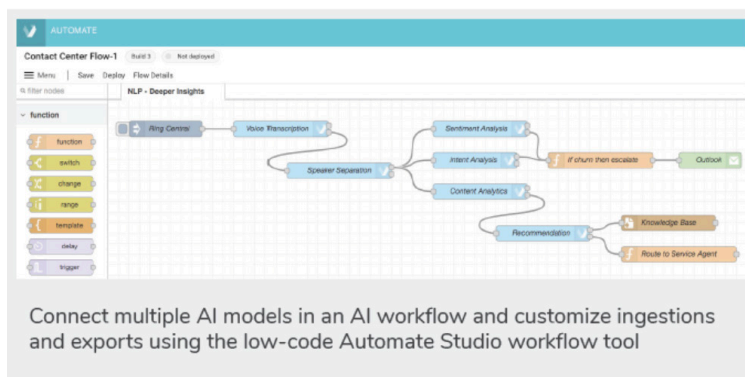 AUTOMATE
Contact Center Flow-1 Build 3 Not deployed
Menu Save Deploy Flow Details
filter nodes NLP - Deeper Insights
function
function
switch
change
range
template
delay
trigger
Ring Central
Voice Transcription
Speaker Separation
Sentiment Analysis
Intent Analysis
Content Analytics
If churn then escalate
Outlook
Recommendation
Knowledge Base
Route to Service Agent
Connect multiple AI models in an AI workflow and customize ingestions
and exports using the low-code Automate Studio workflow tool